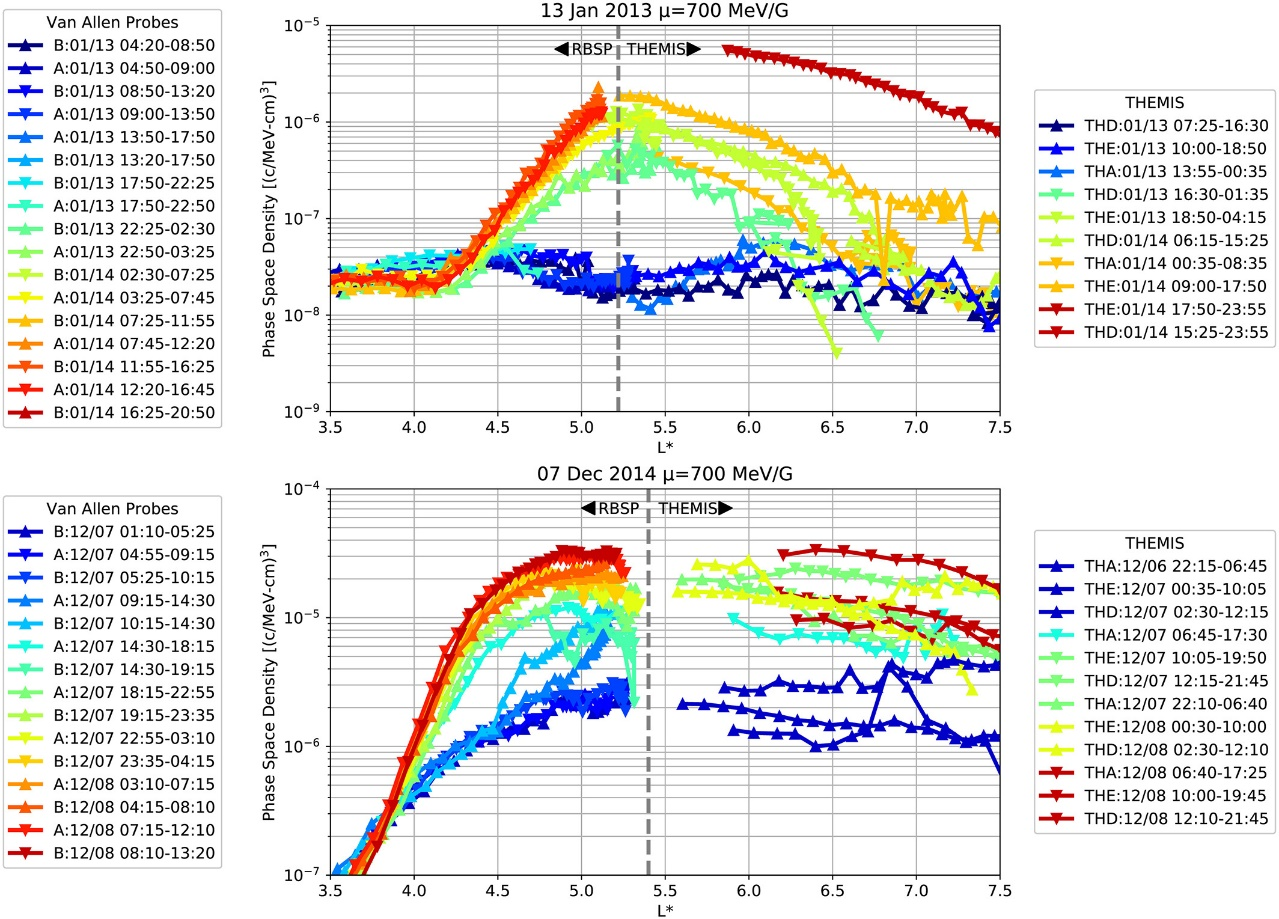 13 Jan 2013 μ=700 MeV/G
Van Allen Probes
B:01/13 04:20-08:50
A:01/13 04:50-09:00
B:01/13 08:50-13:20
A:01/13 09:00-13:50
A:01/13 13:50-17:50
B:01/13 13:20-17:50
B:01/13 17:50-22:25
A:01/13 17:50-22:50
B:01/13 22:25-02:30
A:01/13 22:50-03:25
B:01/14 02:30-07:25
A:01/14 03:25-07:45
B:01/14 07:25-11:55
A:01/14 07:45-12:20
B:01/14 11:55-16:25
A:01/14 12:20-16:45
B:01/14 16:25-20:50
Phase Space Density [(c/MeV-cm)³]
10⁻⁵
10⁻⁶
10⁻⁷
10⁻⁸
10⁻⁹
◀RBSP THEMIS▶
3.5 4.0 4.5 5.0 5.5 6.0 6.5 7.0 7.5
L*
THEMIS
THD:01/13 07:25-16:30
THE:01/13 10:00-18:50
THA:01/13 13:55-00:35
THD:01/13 16:30-01:35
THE:01/13 18:50-04:15
THD:01/14 06:15-15:25
THA:01/14 00:35-08:35
THE:01/14 09:00-17:50
THE:01/14 17:50-23:55
THD:01/14 15:25-23:55
07 Dec 2014 μ=700 MeV/G
Van Allen Probes
B:12/07 01:10-05:25
A:12/07 04:55-09:15
B:12/07 05:25-10:15
A:12/07 09:15-14:30
B:12/07 10:15-14:30
A:12/07 14:30-18:15
B:12/07 14:30-19:15
A:12/07 18:15-22:55
B:12/07 19:15-23:35
A:12/07 22:55-03:10
B:12/07 23:35-04:15
A:12/08 03:10-07:15
B:12/08 04:15-08:10
A:12/08 07:15-12:10
B:12/08 08:10-13:20
Phase Space Density [(c/MeV-cm)³]
10⁻⁴
10⁻⁵
10⁻⁶
10⁻⁷
◀RBSP THEMIS▶
3.5 4.0 4.5 5.0 5.5 6.0 6.5 7.0 7.5
L*
THEMIS
THA:12/06 22:15-06:45
THE:12/07 00:35-10:05
THD:12/07 02:30-12:15
THA:12/07 06:45-17:30
THE:12/07 10:05-19:50
THD:12/07 12:15-21:45
THA:12/07 22:10-06:40
THE:12/08 00:30-10:00
THD:12/08 02:30-12:10
THA:12/08 06:40-17:25
THE:12/08 10:00-19:45
THD:12/08 12:10-21:45